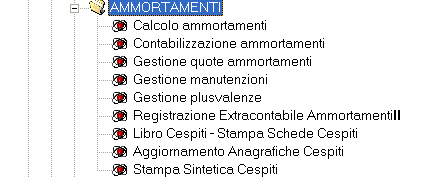 AMMORTAMENTI
Calcolo ammortamenti
Contabilizzazione ammortamenti
Gestione quote ammortamenti
Gestione manutenzioni
Gestione plusvalenze
Registrazione Extracontabile AmmortamentiII
Libro Cespiti - Stampa Schede Cespiti
Aggiornamento Anagrafiche Cespiti
Stampa Sintetica Cespiti